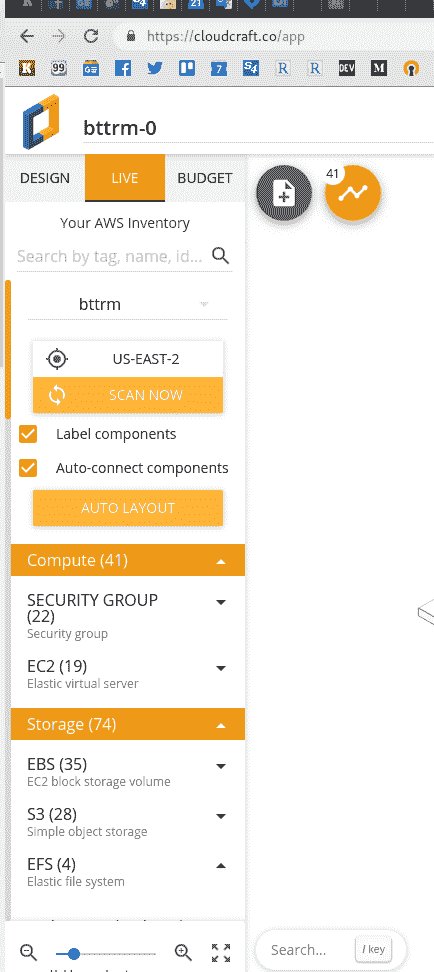 21
https://cloudcraft.co/app
99
7
S4
R
R
DEV
M
bttrm-0
DESIGN
LIVE
BUDGET
41
Your AWS Inventory
Search by tag, name, id...
bttrm
US-EAST-2
SCAN NOW
Label components
Auto-connect components
AUTO LAYOUT
Compute (41)
SECURITY GROUP
(22)
Security group
EC2 (19)
Elastic virtual server
Storage (74)
EBS (35)
EC2 block storage volume
S3 (28)
Simple object storage
EFS (4)
Elastic file system
Search...
/ key